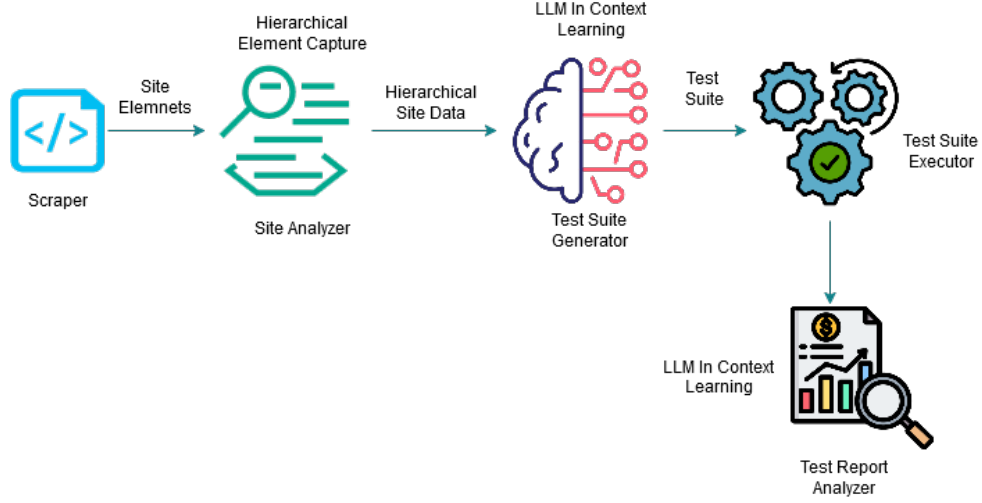 Scraper
Site
Elemnets
Hierarchical
Element Capture
Site Analyzer
Hierarchical
Site Data
LLM In Context
Learning
Test Suite
Generator
Test
Suite
Test Suite
Executor
LLM In Context
Learning
Test Report
Analyzer